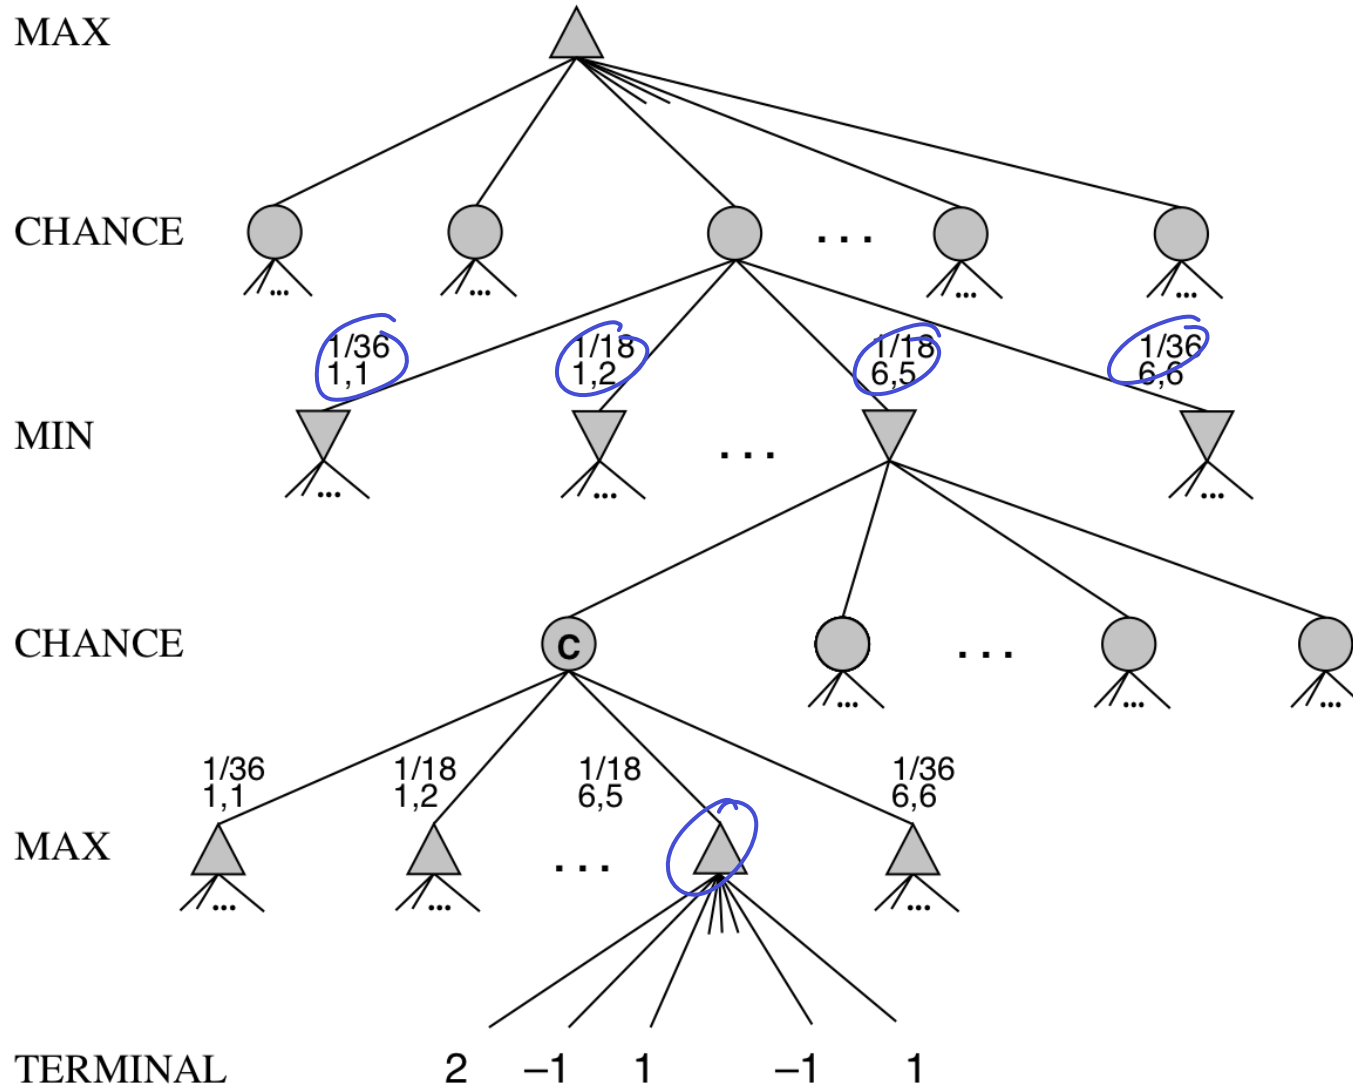 MAX
CHANCE
...
... ... ... ...
1/36 1/18 1/18 1/36
1,1 1,2 6,5 6,6
MIN
...
... ... ...
CHANCE
C
...
... ... ...
1/36 1/18 1/18 1/36
1,1 1,2 6,5 6,6
MAX
...
... ... ...
TERMINAL 2 –1 1 –1 1